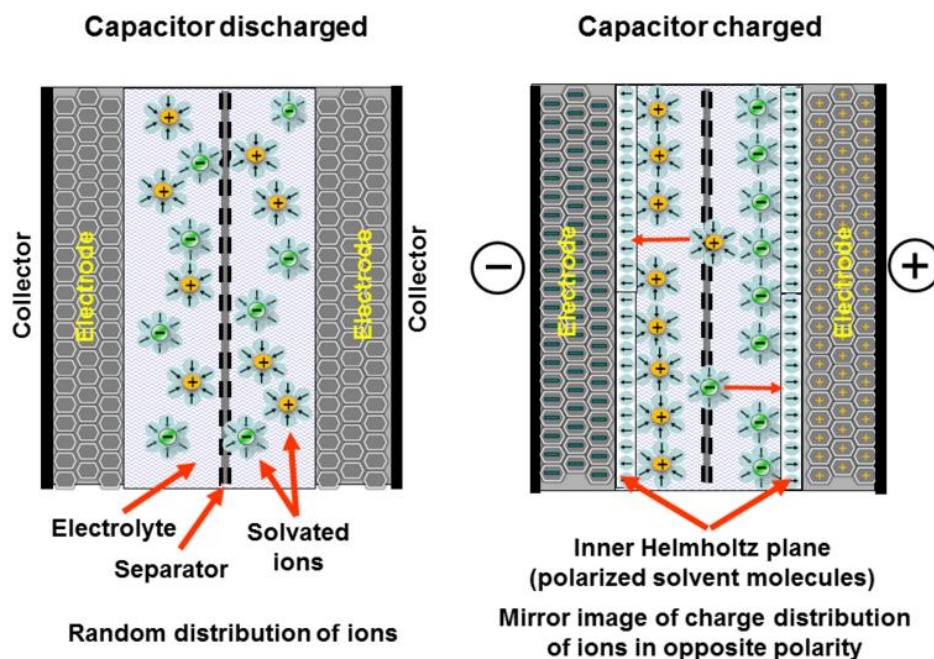 Capacitor discharged
Capacitor charged
Collector
Electrode
Electrode
Collector
Electrode
Electrode
Electrolyte
Separator
Solvated
ions
Inner Helmholtz plane
(polarized solvent molecules)
Random distribution of ions
Mirror image of charge distribution
of ions in opposite polarity